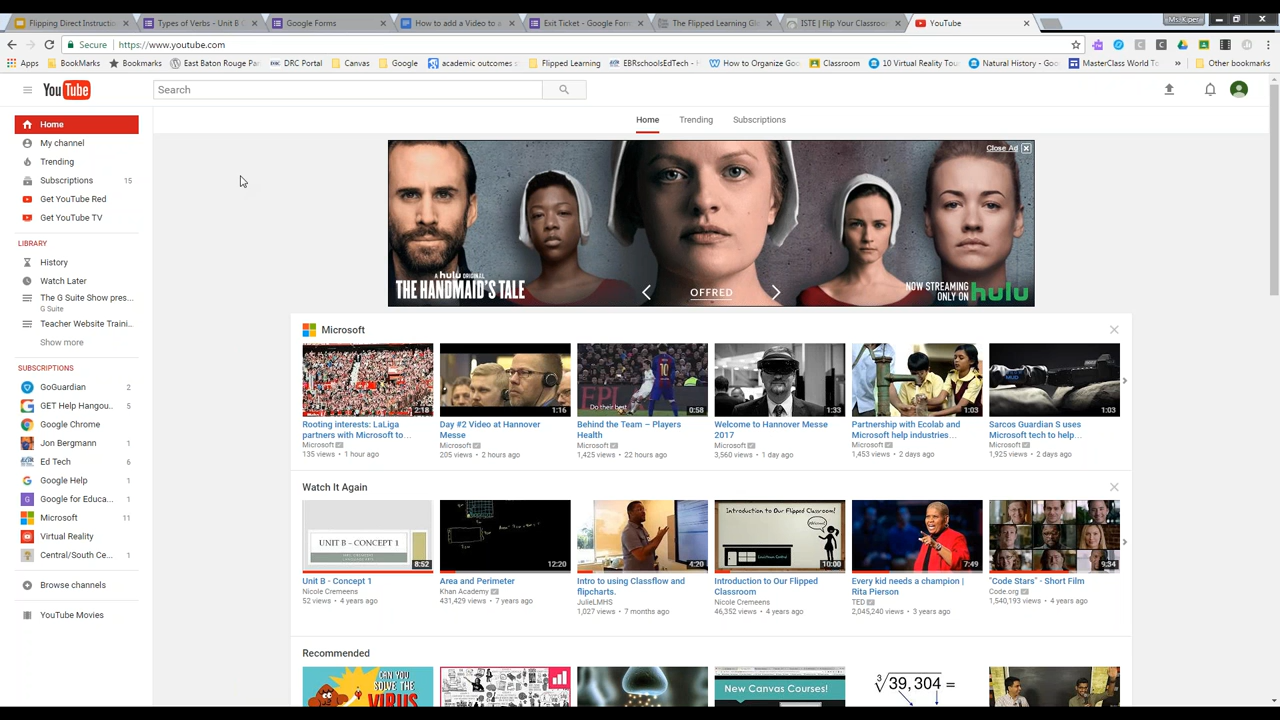 Flipping Direct Instruct
Types of Verbs - Unit B
Google Forms
How to add a Video to a
Exit Ticket - Google Form
The Flipped Learning Gl
ISTE | Flip Your Classroo
YouTube
Ms. Kiper
Secure
https://www.youtube.com
Apps
BookMarks
Bookmarks
East Baton Rouge Pa
DRC Portal
Canvas
Google
academic outcomes s
Flipped Learning
EBRschoolsEdTech -
How to Organize Goo
Classroom
10 Virtual Reality Tou
Natural History - Goo
MasterClass World To
»
Other bookmarks
YouTube
Search
Home
My channel
Trending
Subscriptions 15
Get YouTube Red
Get YouTube TV
LIBRARY
History
Watch Later
The G Suite Show pres...
G Suite
Teacher Website Traini...
Show more
SUBSCRIPTIONS
GoGuardian 2
GET Help Hangou... 5
Google Chrome
Jon Bergmann
Ed Tech 6
Google Help
Google for Educa...
Microsoft 11
Virtual Reality
Central/South Ce... 1
Browse channels
YouTube Movies
Home Trending Subscriptions
Close Ad
A hulu ORIGINAL
THE HANDMAID'S TALE
OFFRED
NOW STREAMING
ONLY ON hulu
Microsoft
2:18
Rooting interests: LaLiga
partners with Microsoft to...
Microsoft
135 views • 1 hour ago
1:16
Day #2 Video at Hannover
Messe
Microsoft
205 views • 2 hours ago
Do their best
0:58
Behind the Team – Players
Health
Microsoft
1,425 views • 22 hours ago
1:33
Welcome to Hannover Messe
2017
Microsoft
3,560 views • 1 day ago
1:03
Partnership with Ecolab and
Microsoft help industries...
Microsoft
1,453 views • 2 days ago
1:03
Sarcos Guardian S uses
Microsoft tech to help...
Microsoft
1,925 views • 2 days ago
Watch It Again
UNIT B - CONCEPT 1
8:52
Unit B - Concept 1
Nicole Cremeens
52 views • 4 years ago
12:20
Area and Perimeter
Khan Academy
431,429 views • 7 years ago
4:20
Intro to using Classflow and
flipcharts.
JulieLMHS
1,027 views • 7 months ago
Introduction to Our Flipped Classroom!
10:00
Introduction to Our Flipped
Classroom
Nicole Cremeens
46,352 views • 4 years ago
7:49
Every kid needs a champion |
Rita Pierson
TED
2,045,240 views • 3 years ago
9:34
"Code Stars" - Short Film
Code.org
1,540,193 views • 4 years ago
Recommended
CAN YOU
SOLVE THE
VIRUS
New Canvas Courses!
3
39,304 =